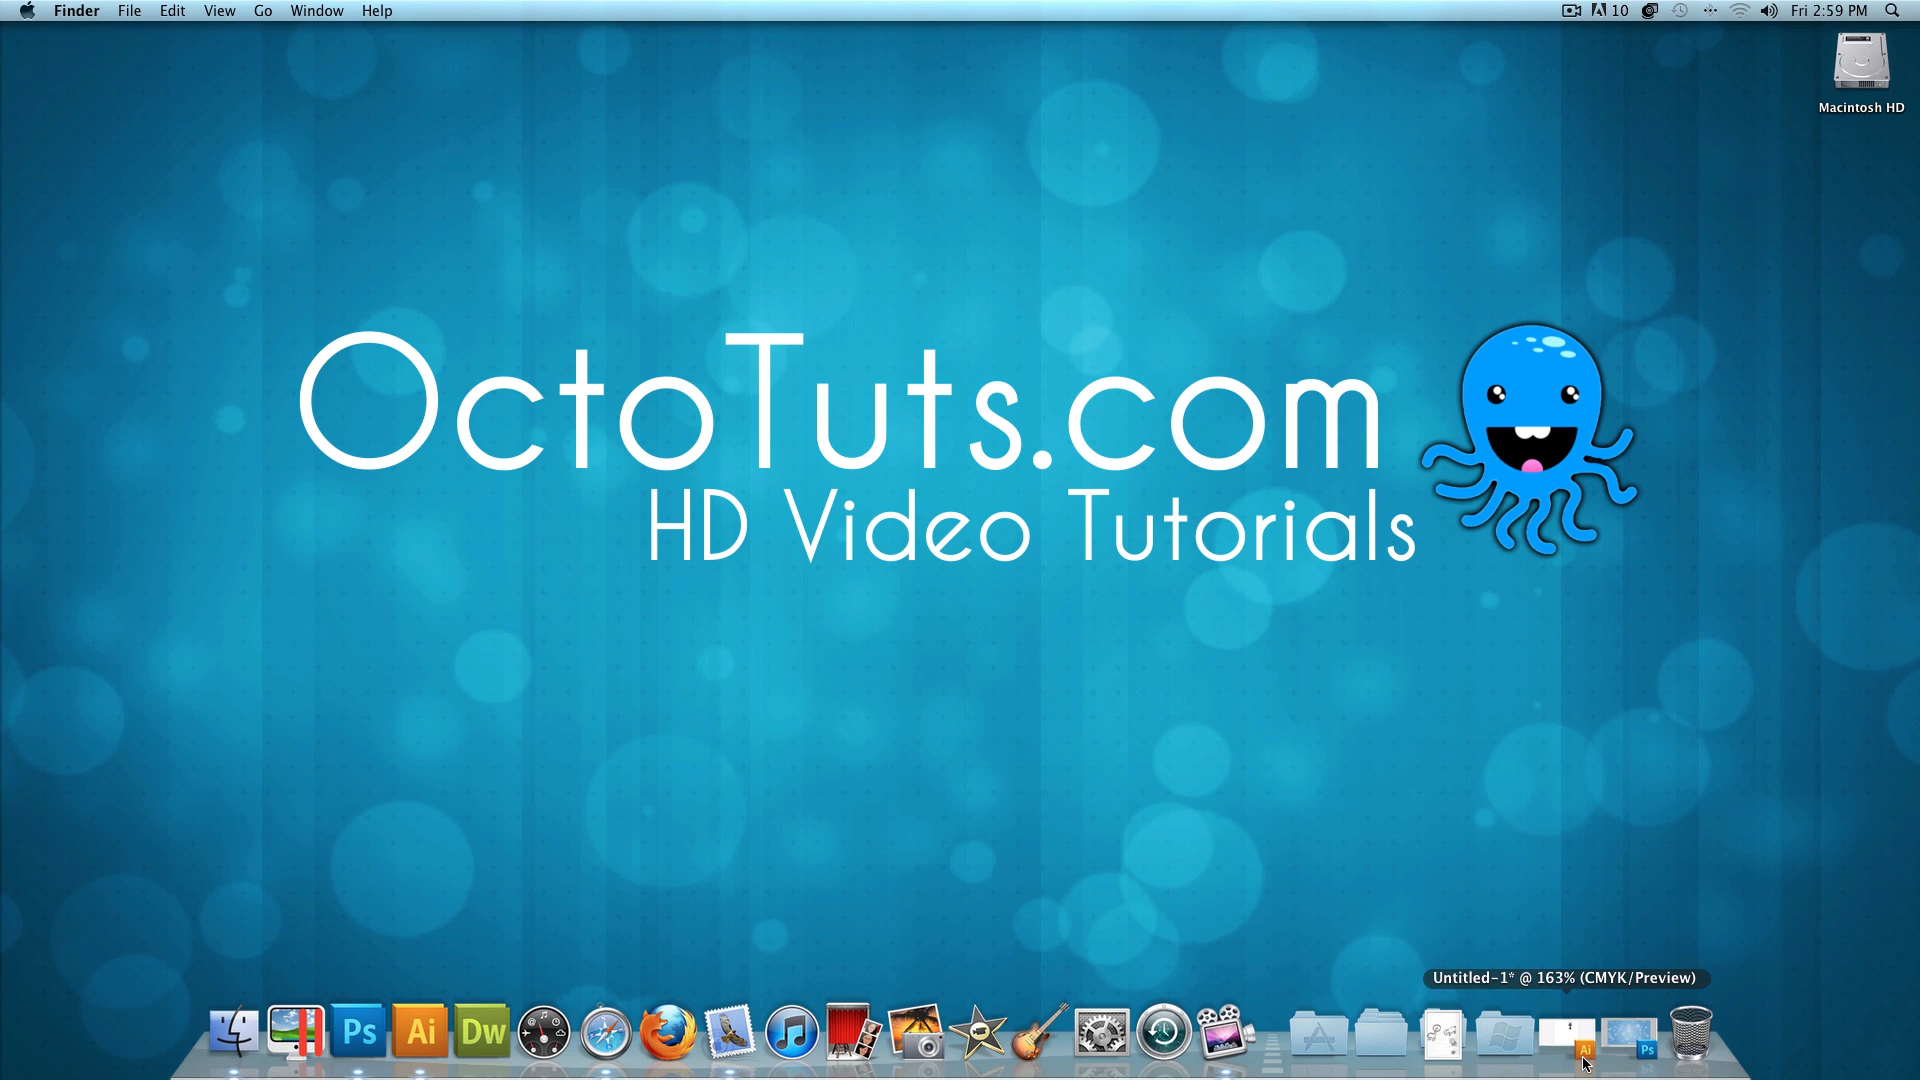 Finder File Edit View Go Window Help
10 Fri 2:59 PM
Macintosh HD
OctoTuts.com
HD Video Tutorials
Untitled-1* @ 163% (CMYK/Preview)
Ps Ai Dw
Ai Ps